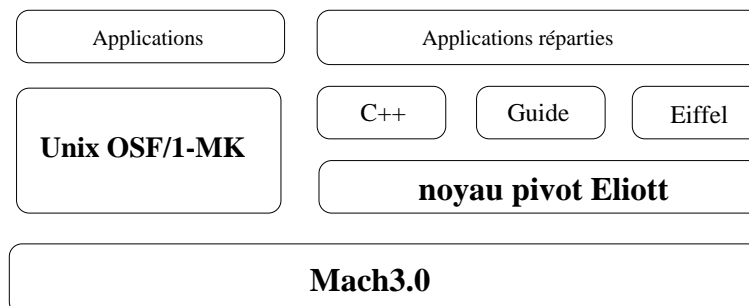 Applications
Applications réparties
C++
Guide
Eiffel
Unix OSF/1-MK
noyau pivot Eliott
Mach3.0